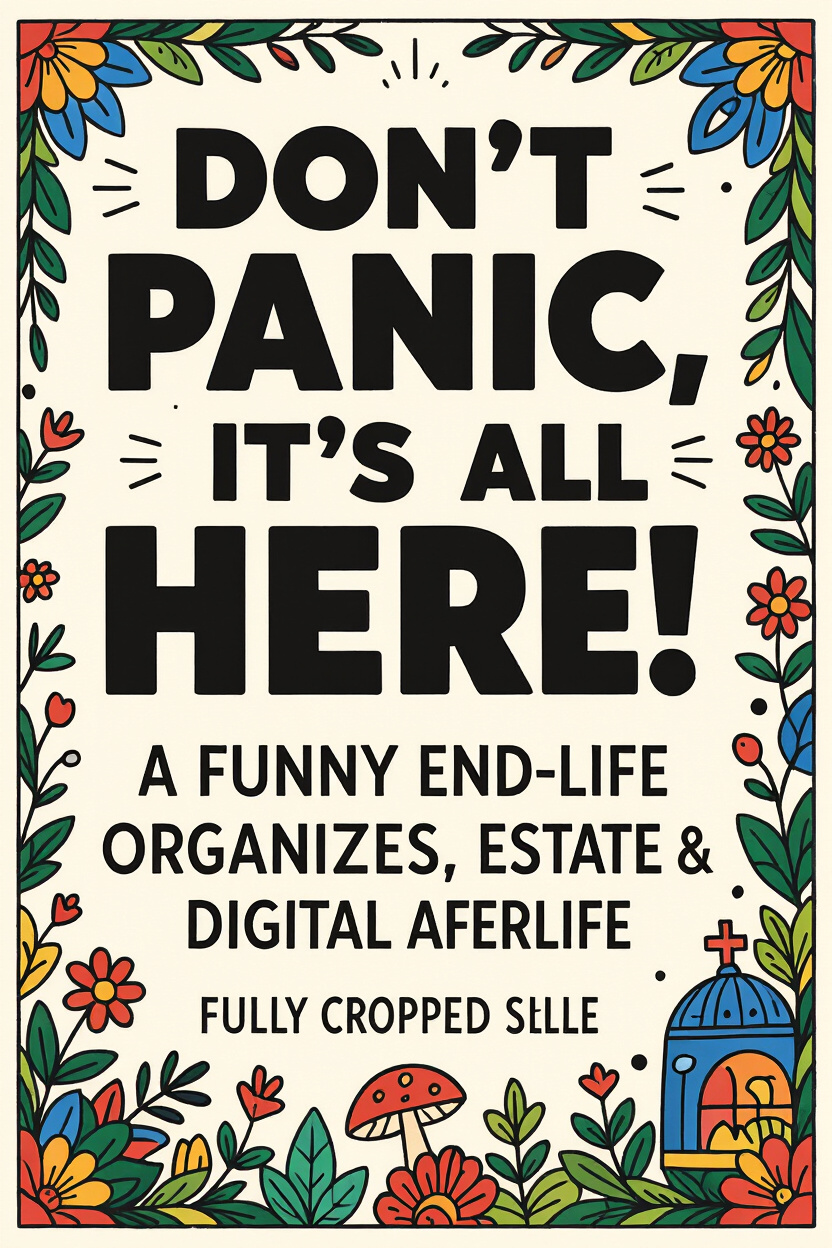 DON'T
PANIC,
IT'S ALL
HERE!
A FUNNY END-LIFE
ORGANIZES, ESTATE &
DIGITAL AFERLIFE
FULLY CROPPED